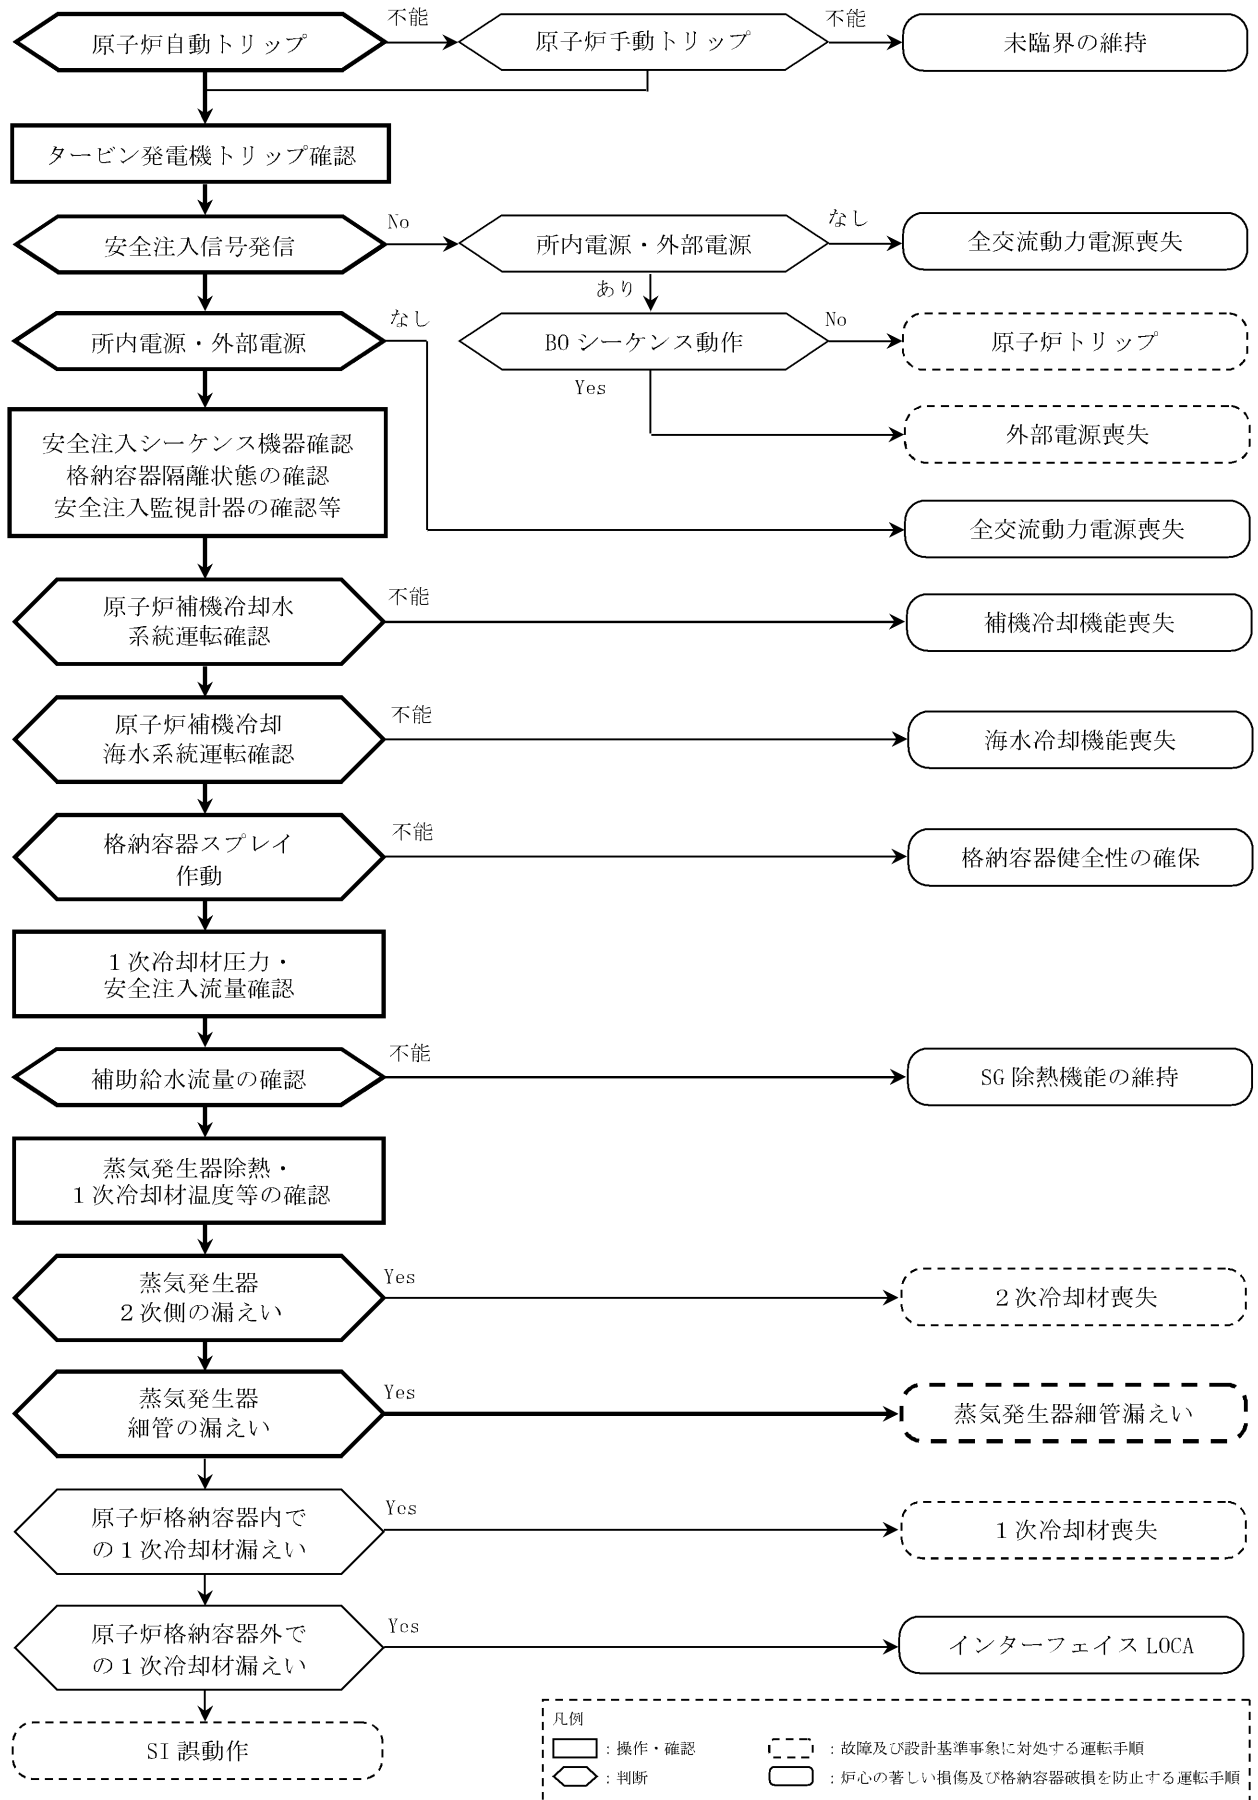 原子炉自動トリップ
不能
原子炉手動トリップ
不能
未臨界の維持
タービン発電機トリップ確認
安全注入信号発信
No
所内電源・外部電源
なし
全交流動力電源喪失
あり
所内電源・外部電源
なし
BO シーケンス動作
No
原子炉トリップ
Yes
外部電源喪失
安全注入シーケンス機器確認
格納容器隔離状態の確認
安全注入監視計器の確認等
全交流動力電源喪失
原子炉補機冷却水
系統運転確認
不能
補機冷却機能喪失
原子炉補機冷却
海水系統運転確認
不能
海水冷却機能喪失
格納容器スプレイ
作動
不能
格納容器健全性の確保
1次冷却材圧力・
安全注入流量確認
補助給水流量の確認
不能
SG 除熱機能の維持
蒸気発生器除熱・
1次冷却材温度等の確認
蒸気発生器
2次側の漏えい
Yes
2次冷却材喪失
蒸気発生器
細管の漏えい
Yes
蒸気発生器細管漏えい
原子炉格納容器内で
の1次冷却材漏えい
Yes
1次冷却材喪失
原子炉格納容器外で
の1次冷却材漏えい
Yes
インターフェイス LOCA
SI 誤動作
凡例
：操作・確認
：故障及び設計基準事象に対処する運転手順
：判断
：炉心の著しい損傷及び格納容器破損を防止する運転手順